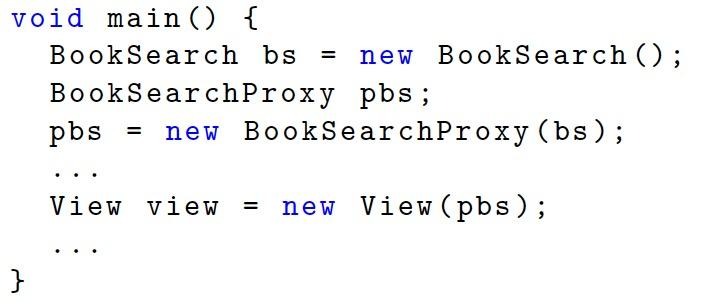 void main() {
  BookSearch bs = new BookSearch();
  BookSearchProxy pbs;
  pbs = new BookSearchProxy(bs);
  ...
  View view = new View(pbs);
  ...
}